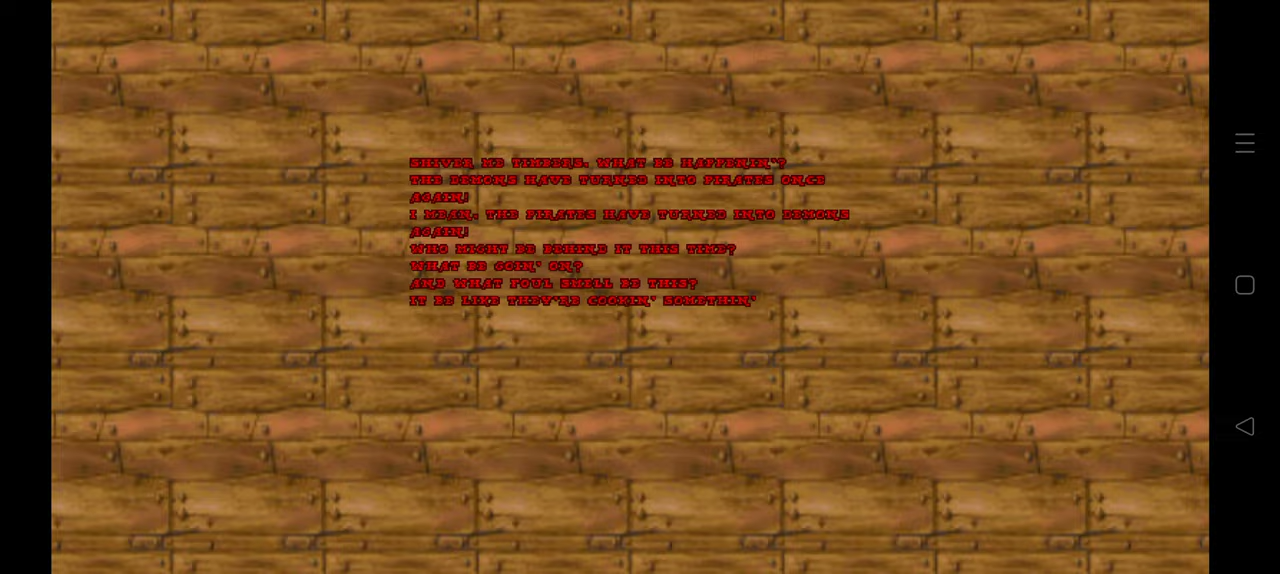 SHIVER ME TIMBERS. WHAT BE HAPPENIN'?
THE DEMONS HAVE TURNED INTO PIRATES ONCE
AGAIN!
I MEAN. THE PIRATES HAVE TURNED INTO DEMONS
AGAIN!
WHO MIGHT BE BEHIND IT THIS TIME?
WHAT BE GOIN' ON?
AND WHAT FOUL SMELL BE THIS?
IT BE LIKE THEY'RE COOKIN' SOMETHIN'